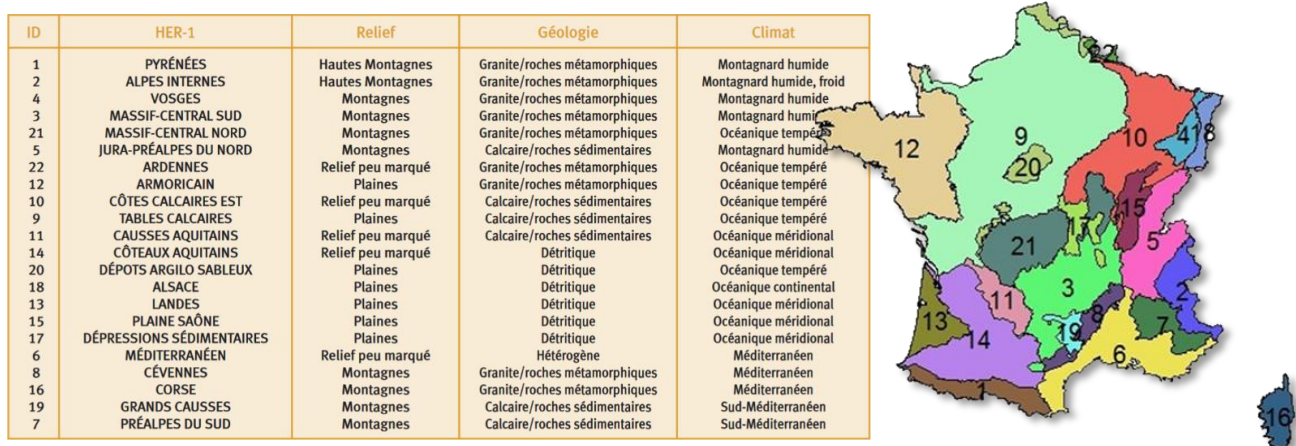 ID HER-1 Relief Géologie Climat
1 PYRÉNÉES Hautes Montagnes Granite/roches métamorphiques Montagnard humide
2 ALPES INTERNES Hautes Montagnes Granite/roches métamorphiques Montagnard humide, froid
4 VOSGES Montagnes Granite/roches métamorphiques Montagnard humide
3 MASSIF-CENTRAL SUD Montagnes Granite/roches métamorphiques Montagnard humide
21 MASSIF-CENTRAL NORD Montagnes Granite/roches métamorphiques Océanique tempéré
5 JURA-PRÉALPES DU NORD Montagnes Calcaire/roches sédimentaires Montagnard humide
22 ARDENNES Relief peu marqué Granite/roches métamorphiques Océanique tempéré
12 ARMORICAIN Plaines Granite/roches métamorphiques Océanique tempéré
10 CÔTES CALCAIRES EST Relief peu marqué Calcaire/roches sédimentaires Océanique tempéré
9 TABLES CALCAIRES Plaines Calcaire/roches sédimentaires Océanique tempéré
11 CAUSSES AQUITAINS Relief peu marqué Calcaire/roches sédimentaires Océanique méridional
14 CÔTEAUX AQUITAINS Relief peu marqué Détritique Océanique méridional
20 DÉPOTS ARGILO SABLEUX Plaines Détritique Océanique tempéré
18 ALSACE Plaines Détritique Océanique continental
13 LANDES Plaines Détritique Océanique méridional
15 PLAINE SAÔNE Plaines Détritique Océanique méridional
17 DÉPRESSIONS SÉDIMENTAIRES Plaines Détritique Océanique méridional
6 MÉDITERRANÉEN Relief peu marqué Hétérogène Méditerranéen
8 CÉVENNES Montagnes Granite/roches métamorphiques Méditerranéen
16 CORSE Montagnes Granite/roches métamorphiques Méditerranéen
19 GRANDS CAUSSES Montagnes Calcaire/roches sédimentaires Sud-Méditerranéen
7 PRÉALPES DU SUD Montagnes Calcaire/roches sédimentaires Sud-Méditerranéen
22
12
9
10
4
18
20
15
17
21
5
3
11
2
8
13
7
19
14
6
1
16